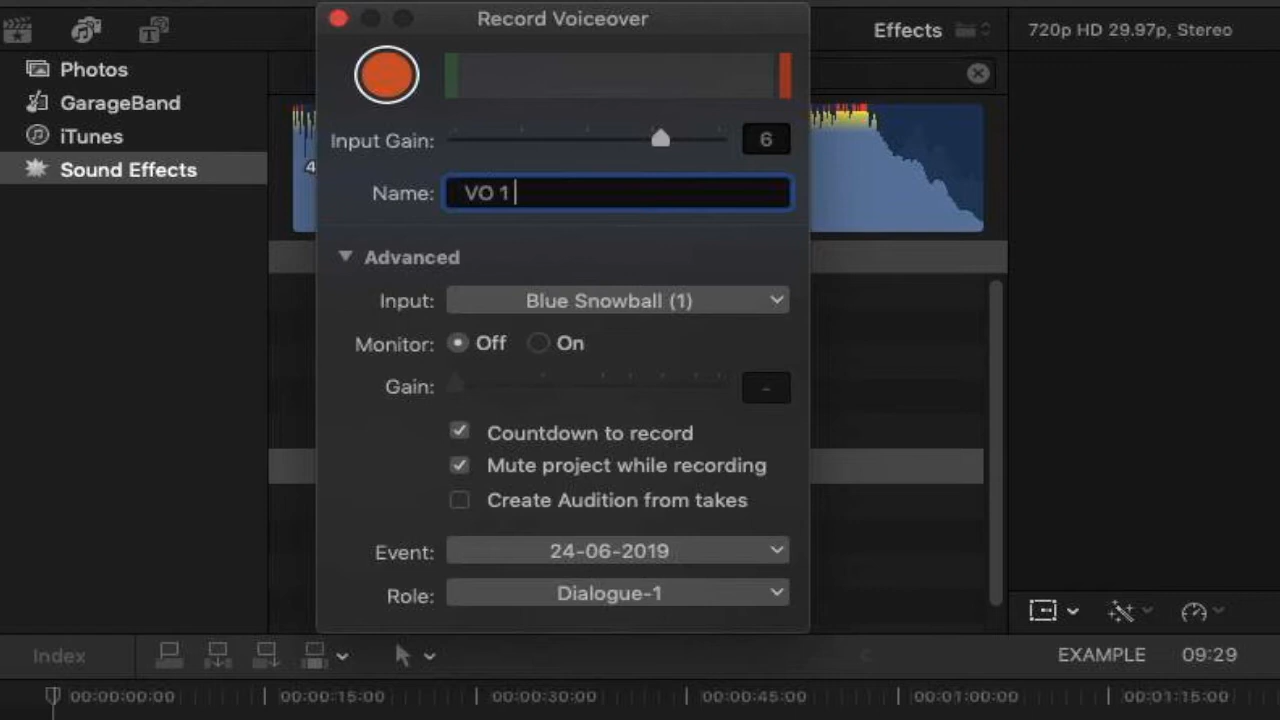 Record Voiceover
Effects
720p HD 29.97p, Stereo
Photos
GarageBand
iTunes
Sound Effects
4
Input Gain:
6
Name:
VO 1
Advanced
Input:
Blue Snowball (1)
Monitor:
Off
On
Gain:
-
Countdown to record
Mute project while recording
Create Audition from takes
Event:
24-06-2019
Role:
Dialogue-1
Index
EXAMPLE
09:29
00:00:00:00
00:00:15:00
00:00:30:00
00:00:45:00
00:01:00:00
00:01:15:00